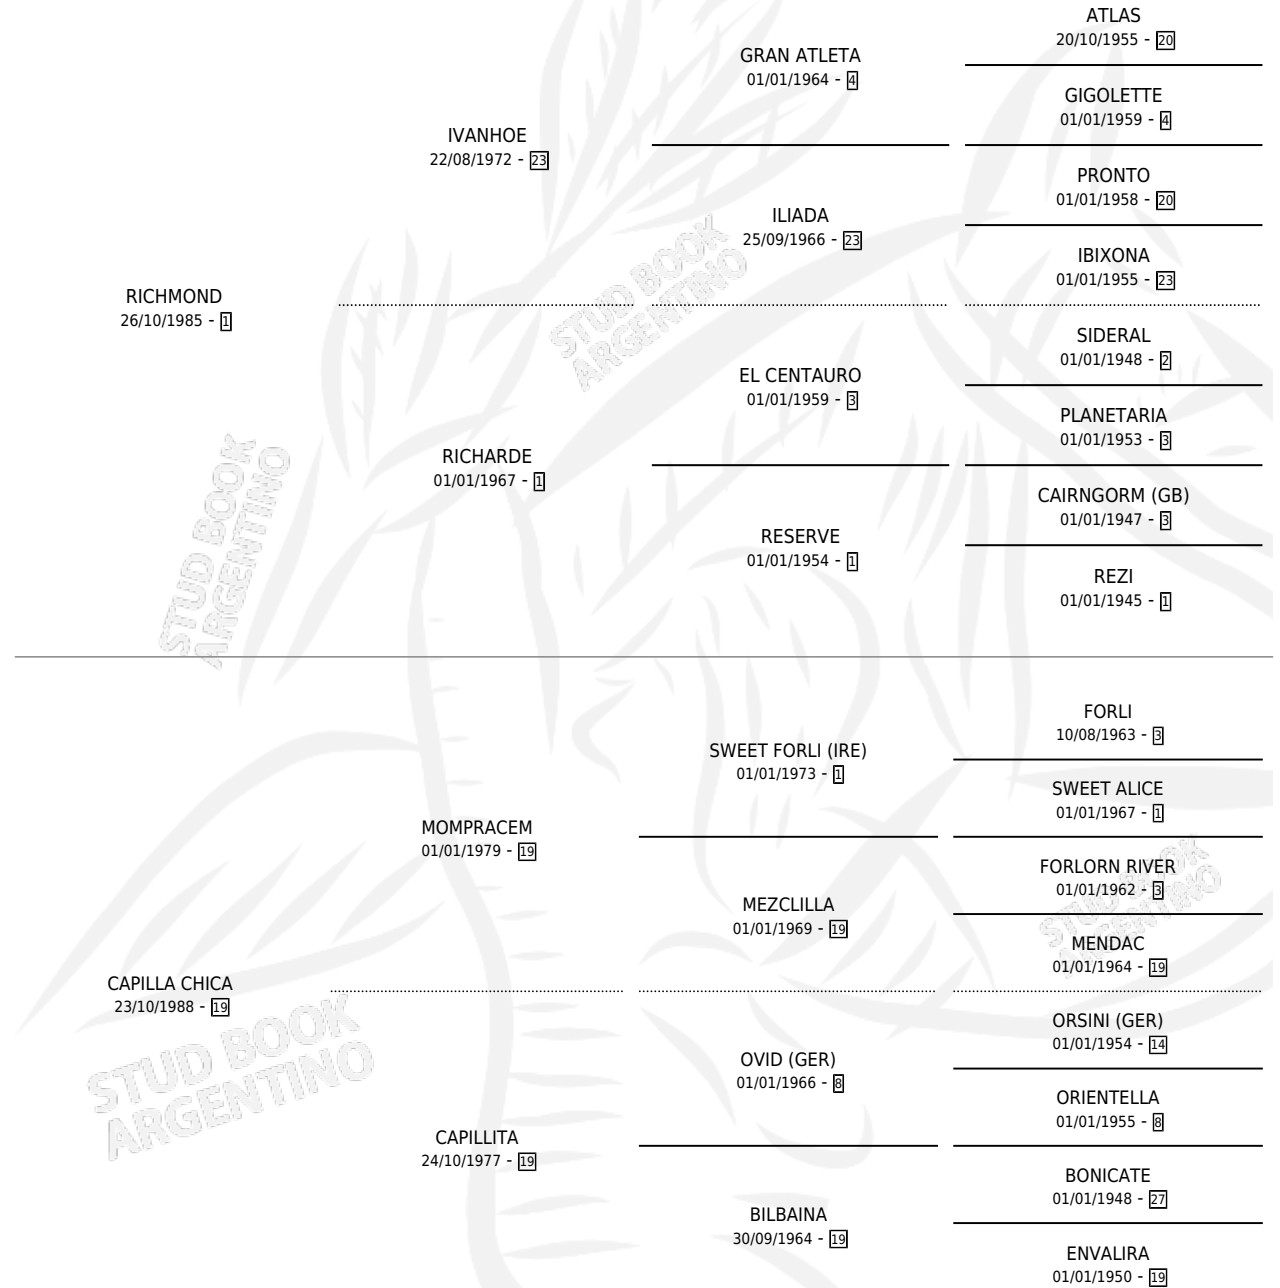 ATLAS
20/10/1955 - 20
GRAN ATLETA
01/01/1964 - 4
GIGOLETTE
01/01/1959 - 4
IVANHOE
22/08/1972 - 23
PRONTO
01/01/1958 - 20
ILIADA
25/09/1966 - 23
IBIXONA
01/01/1955 - 23
RICHMOND
26/10/1985 - 1
SIDERAL
01/01/1948 - 2
EL CENTAURO
01/01/1959 - 3
PLANETARIA
01/01/1953 - 3
RICHARDE
01/01/1967 - 1
CAIRNGORM (GB)
01/01/1947 - 3
RESERVE
01/01/1954 - 1
REZI
01/01/1945 - 1
FORLI
10/08/1963 - 3
SWEET FORLI (IRE)
01/01/1973 - 1
SWEET ALICE
01/01/1967 - 1
MOMPRACEM
01/01/1979 - 19
FORLORN RIVER
01/01/1962 - 3
MEZCLILLA
01/01/1969 - 19
MENDAC
01/01/1964 - 19
CAPILLA CHICA
23/10/1988 - 19
ORSINI (GER)
01/01/1954 - 14
OVID (GER)
01/01/1966 - 8
ORIENTELLA
01/01/1955 - 8
CAPILLITA
24/10/1977 - 19
BONICATE
01/01/1948 - 27
BILBAINA
30/09/1964 - 19
ENVALIRA
01/01/1950 - 19
STUD BOOK
ARGENTINO
STUD BOOK
ARGENTINO
STUD BOOK
ARGENTINO
STUD BOOK
ARGENTINO